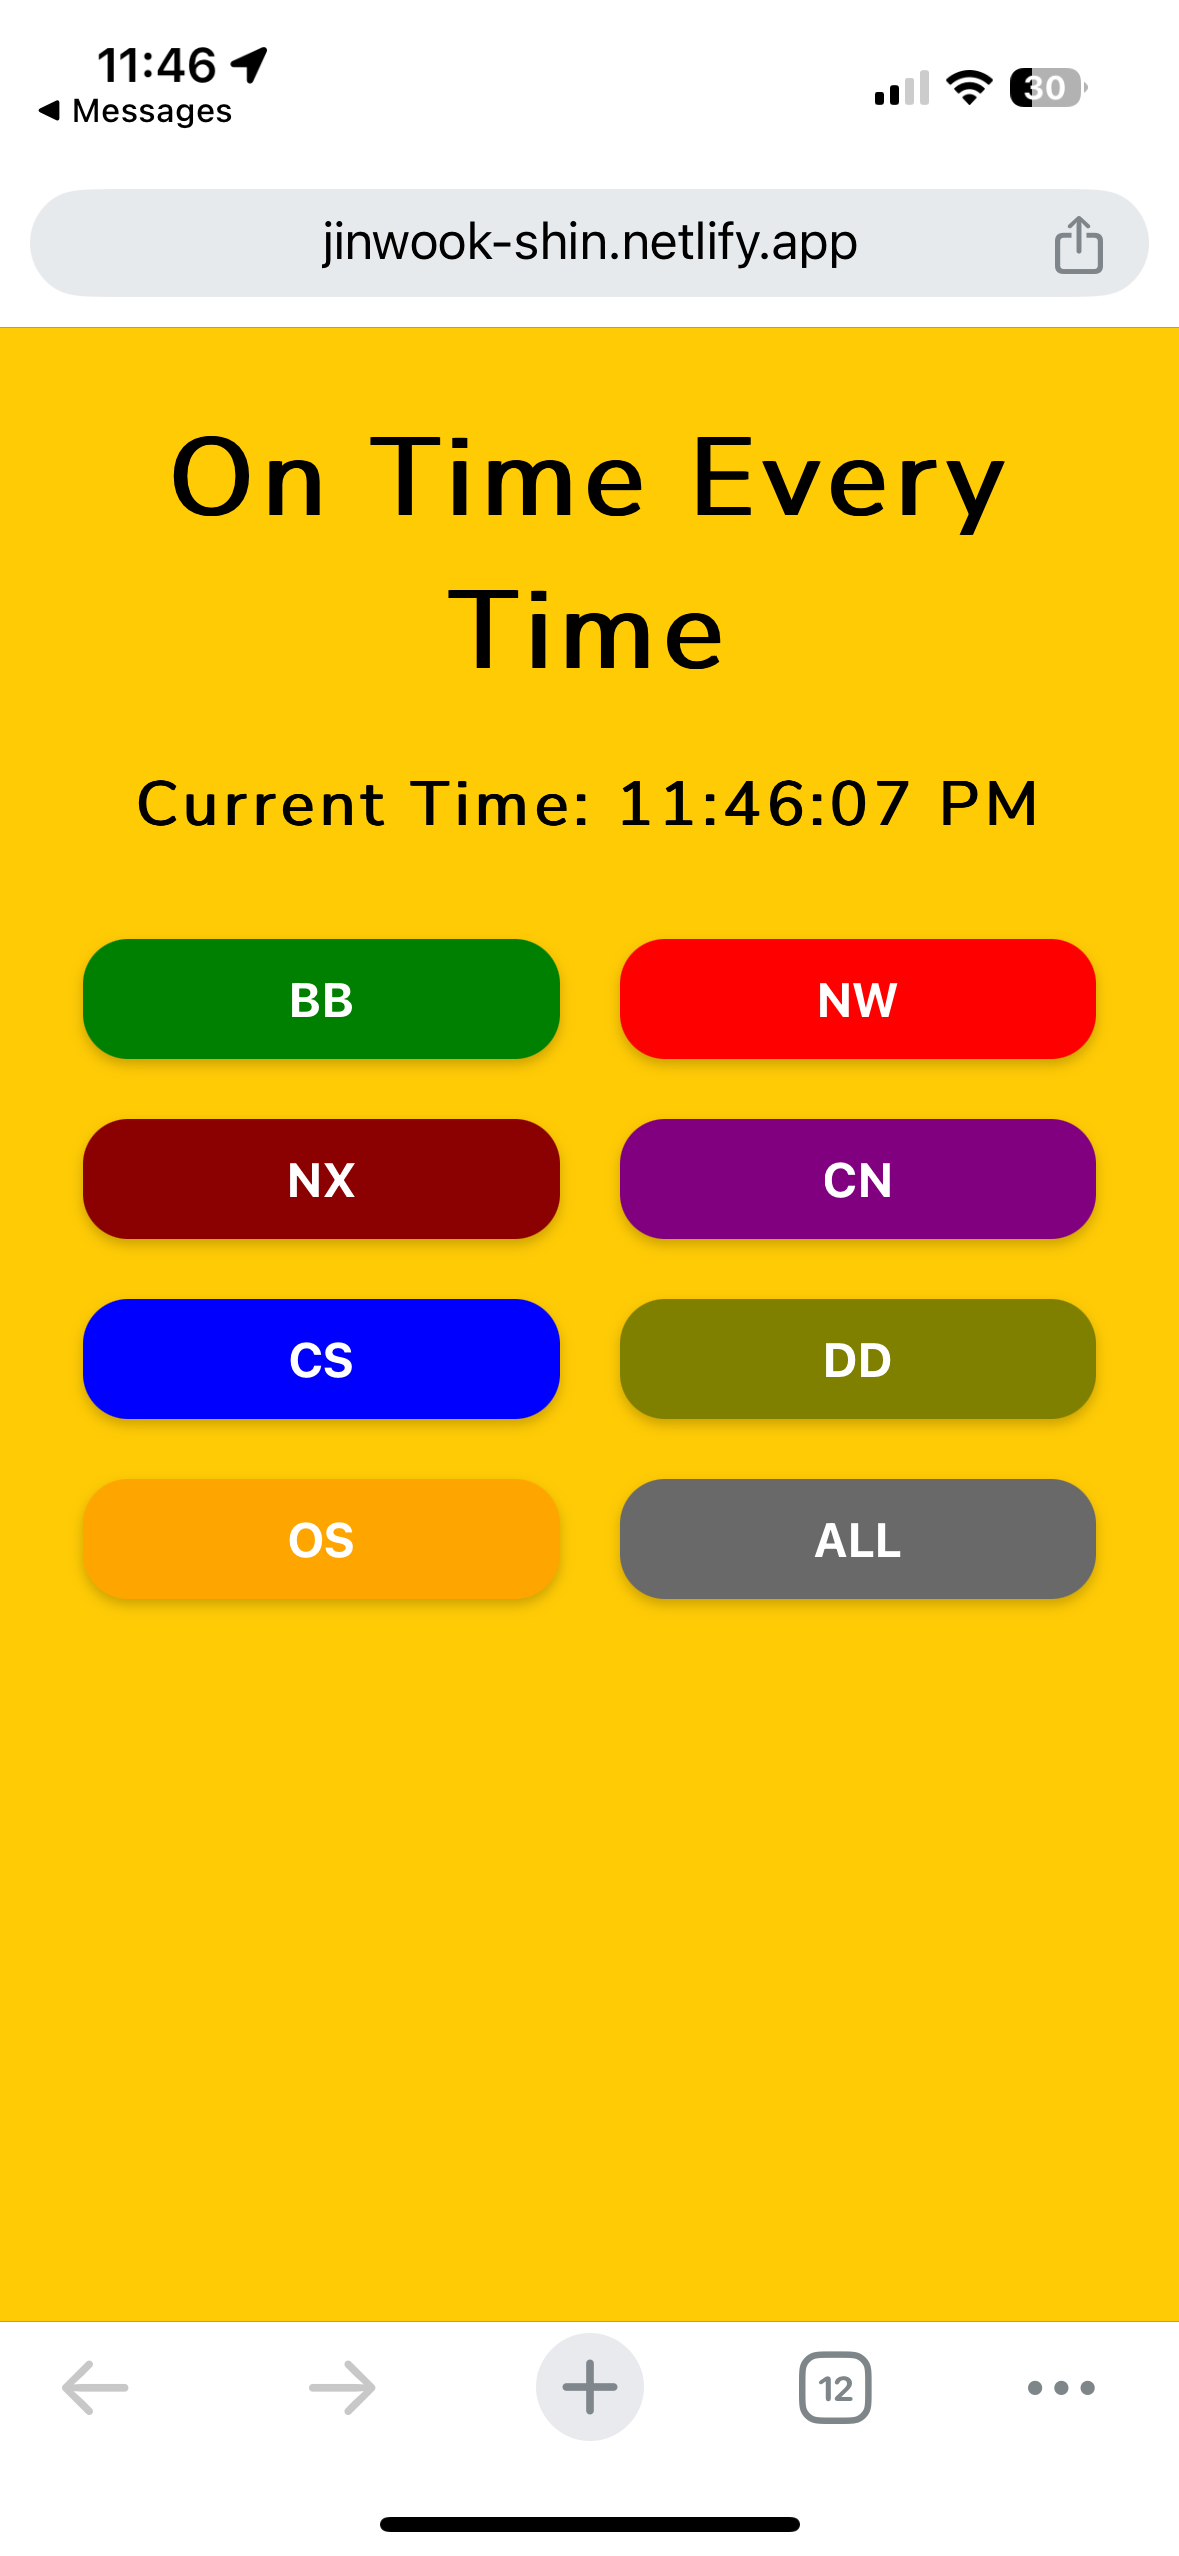 11:46
Messages
30
jinwook-shin.netlify.app
On Time Every
Time
Current Time: 11:46:07 PM
BB
NW
NX
CN
CS
DD
OS
ALL
12